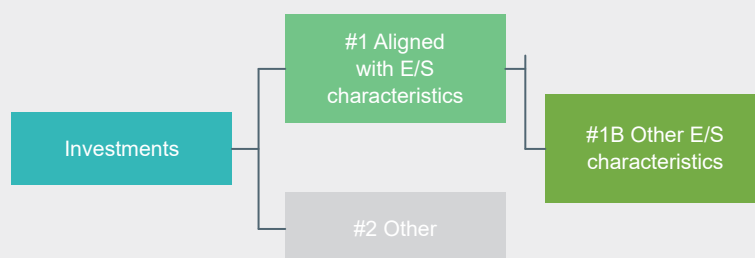 #1 Aligned
with E/S
characteristics
Investments
#1B Other E/S
characteristics
#2 Other